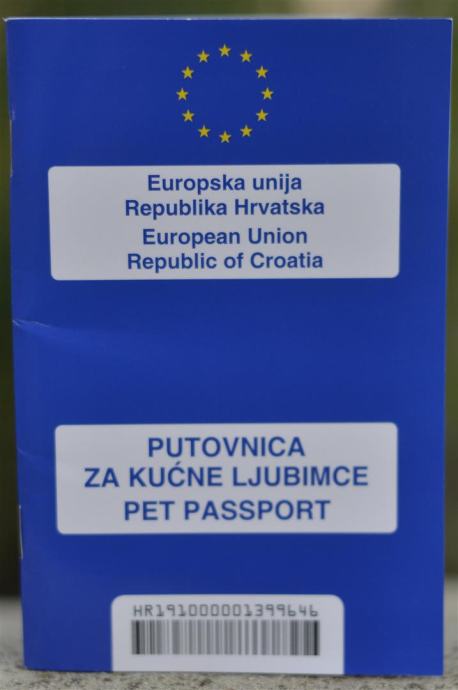 Europska unija
Republika Hrvatska
European Union
Republic of Croatia
PUTOVNICA
ZA KUĆNE LJUBIMCE
PET PASSPORT
HR191000001399646